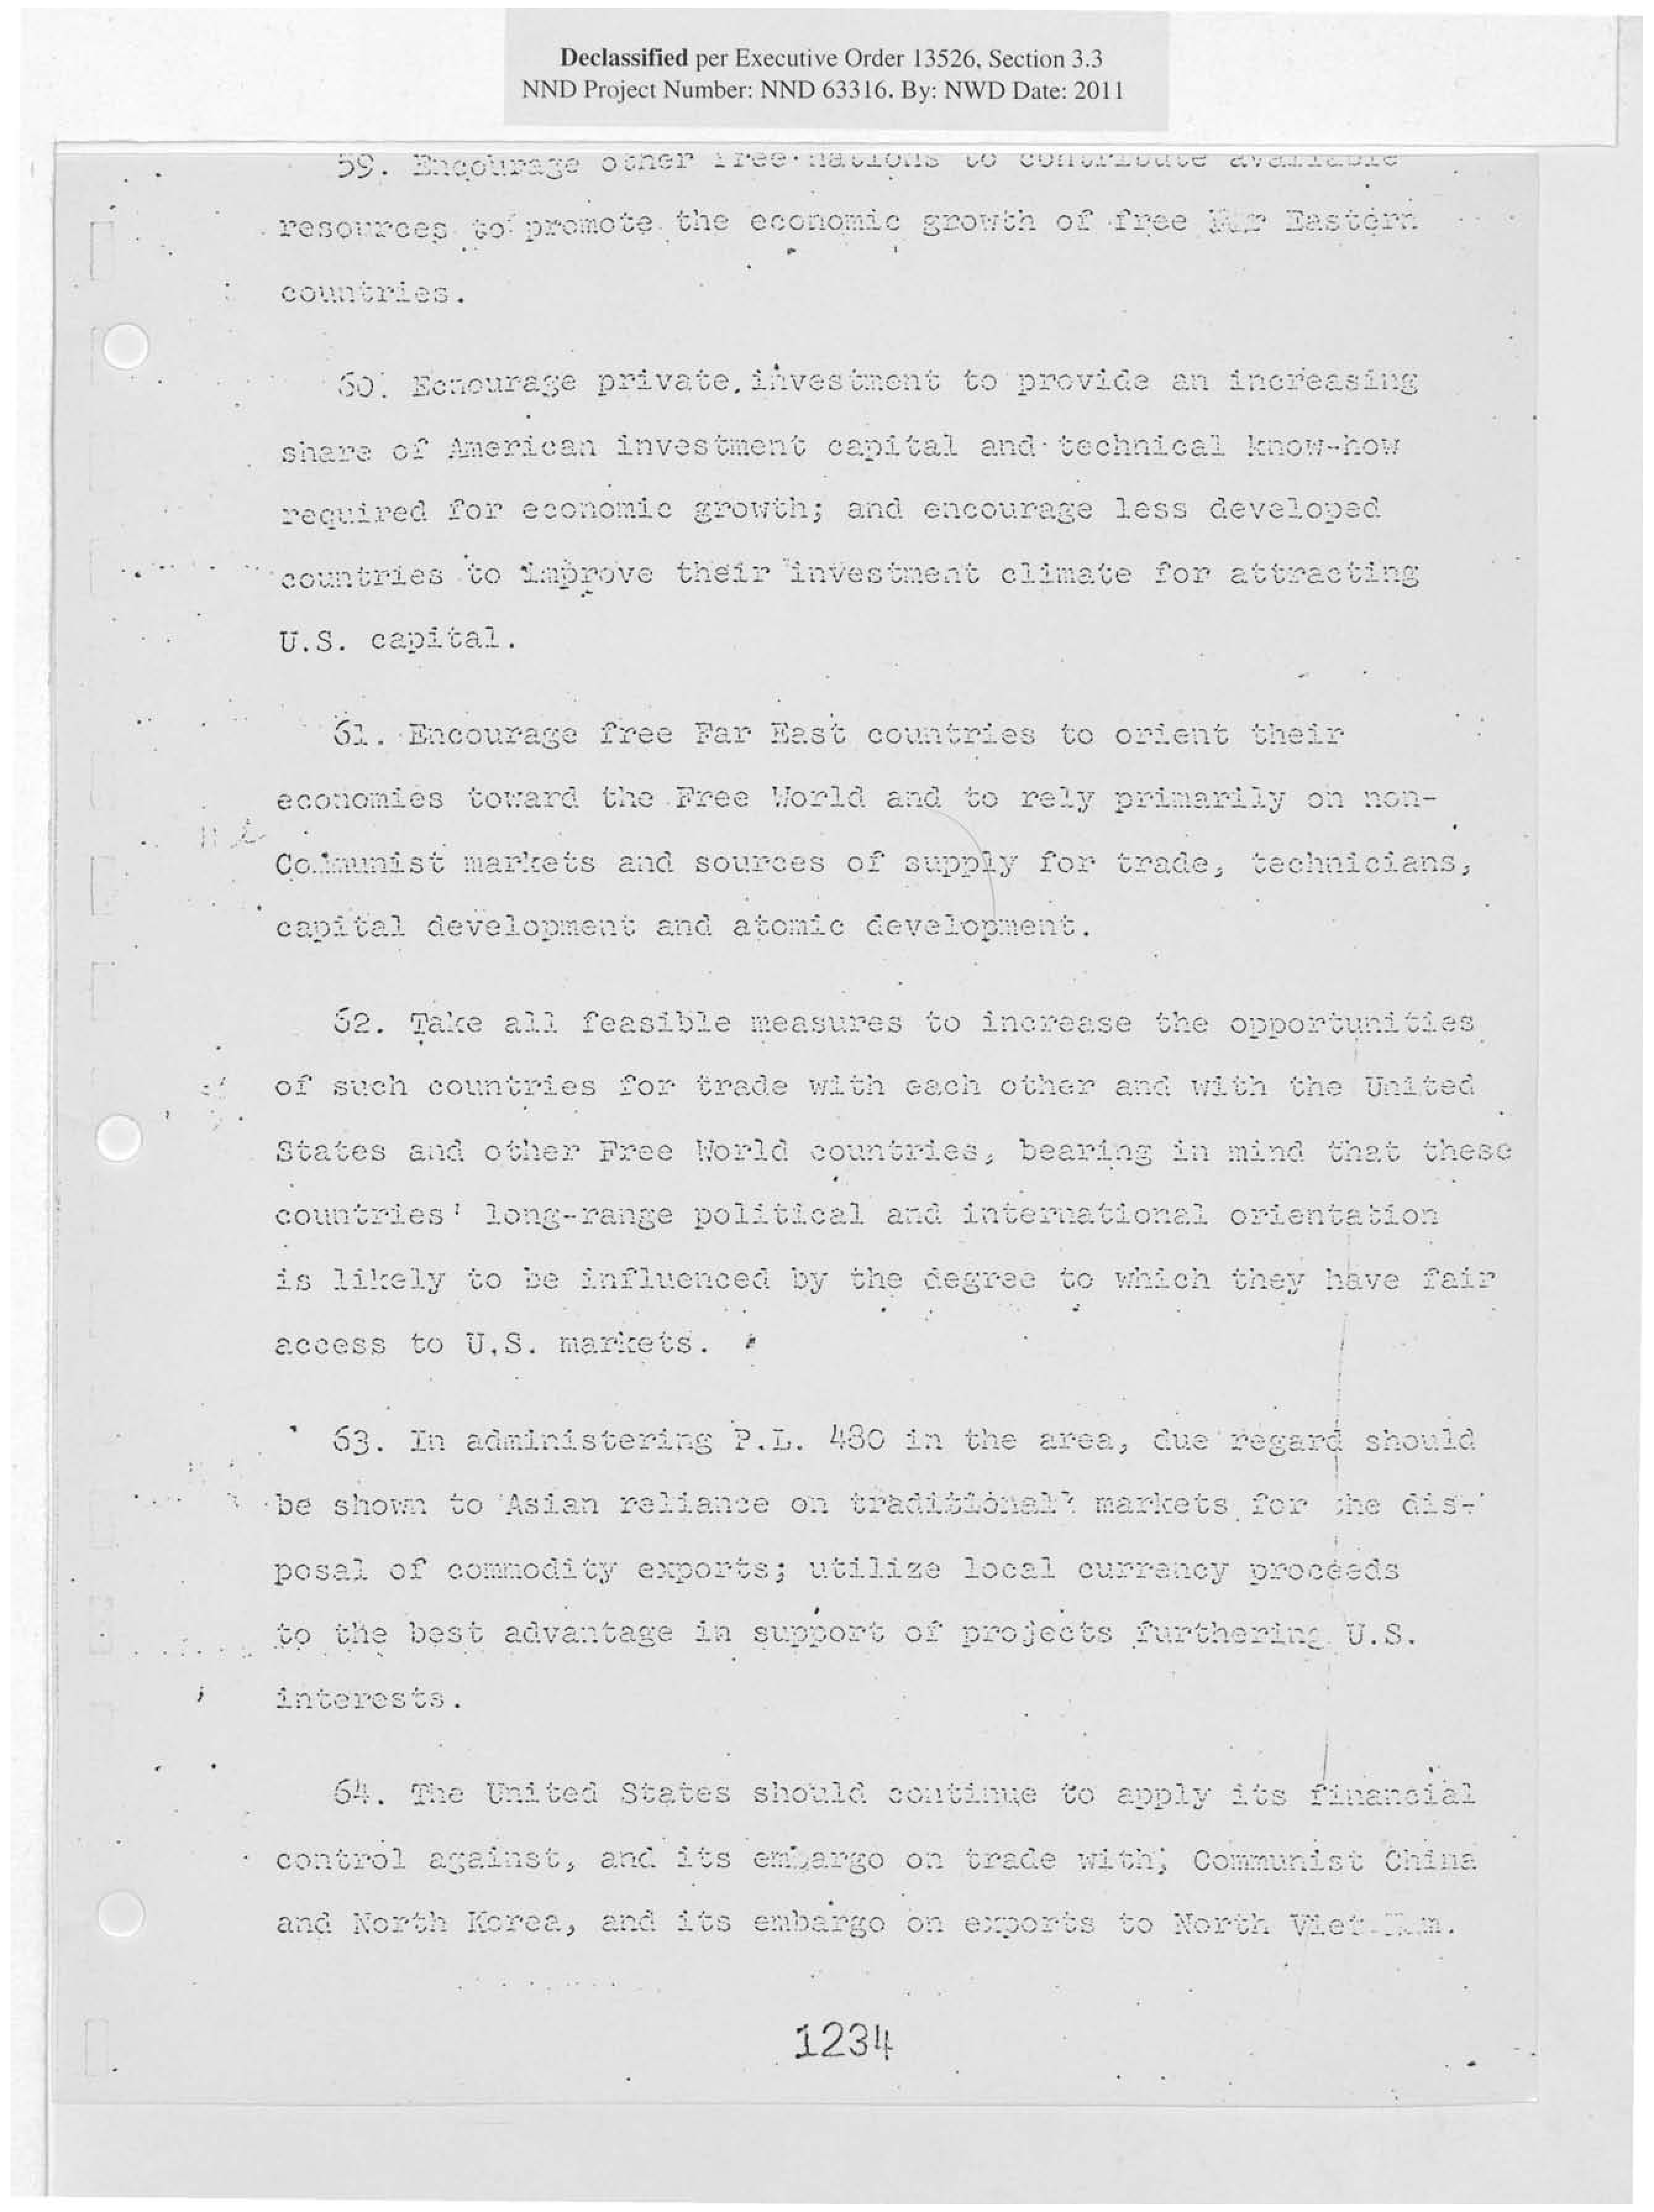 Declassified per Executive Order 13526, Section 3.3
NND Project Number: NND 63316. By: NWD Date: 2011
59. Encourage other free nations to contribute available
resources to promote the economic growth of free Far Eastern
countries.
60. Ecnourage private investment to provide an increasing
share of American investment capital and technical know-how
required for economic growth; and encourage less developed
countries to improve their investment climate for attracting
U.S. capital.
61. Encourage free Far East countries to orient their
economies toward the Free World and to rely primarily on non-
Communist markets and sources of supply for trade, technicians,
capital development and atomic development.
62. Take all feasible measures to increase the opportunities
of such countries for trade with each other and with the United
States and other Free World countries, bearing in mind that these
countries' long-range political and international orientation
is likely to be influenced by the degree to which they have fair
access to U.S. markets.
63. In administering P.L. 480 in the area, due regard should
be shown to Asian reliance on traditional markets for the dis-
posal of commodity exports; utilize local currency proceeds
to the best advantage in support of projects furthering U.S.
interests.
64. The United States should continue to apply its financial
control against, and its embargo on trade with, Communist China
and North Korea, and its embargo on exports to North Viet-Nam.
1234